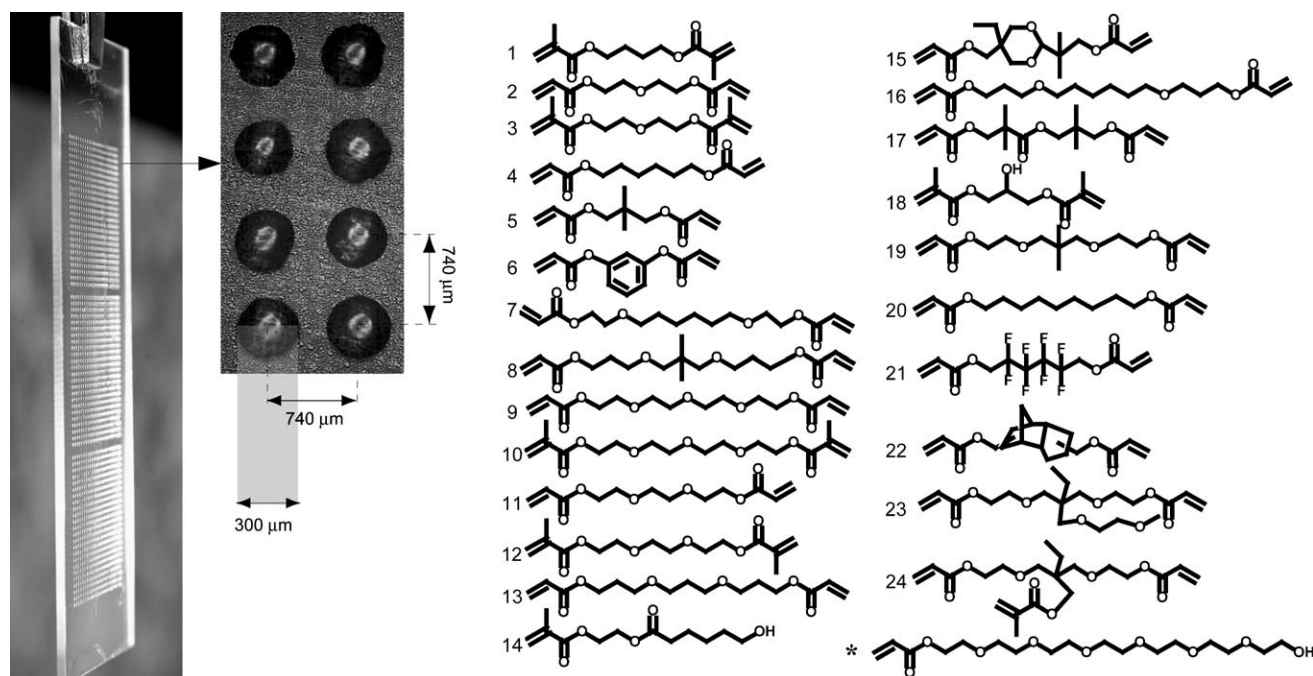 740 µm
740 µm
300 µm
O
1 O O
O
2 O O O
O O
3 O O O
O O
O
4 O O
O
5 O O
O O
6 O O
O O
O
7 O O O O
O
8 O O O O
O O
9 O O O O O
O O
10 O O O O O
O O
O
11 O O O O
O
O
12 O O O O
O
13 O O O O
O O
O
14 O O OH
O
O
15 O O O O
O
O
16 O O O O
O
17 O O O
O O O
OH
18 O O
O O
19 O O O O
O O
20 O O
O O
F F
F F O
21 O O
O F F
F F
22 O O
O O
23 O O O O
O O O O
24 O O O O
O O O O
* O O O O O O O OH
O